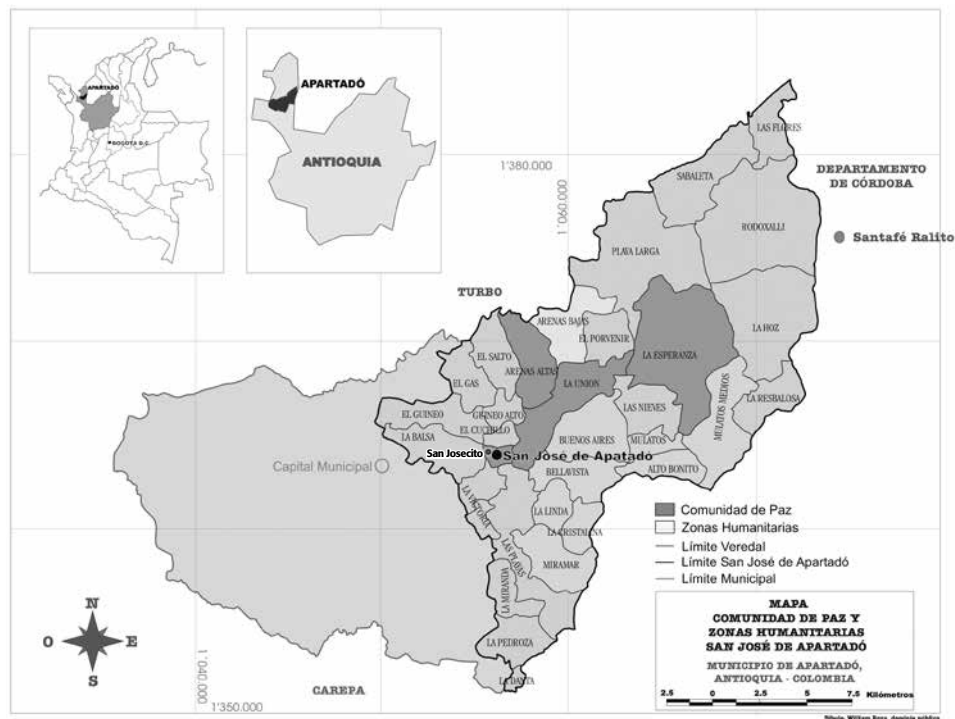 APARTADÓ
BOGOTA D.C.
APARTADÓ
ANTIOQUIA
1'380.000
1'060.000
LAS FLORES
SABALETA
DEPARTAMENTO
DE CÓRDOBA
RODOXALLI
Santafé Ralito
PLAYA LARGA
TURBO
ARENAS BAJAS
EL PORVENIR
LA HOZ
LA ESPERANZA
EL SALTO
ARENAS ALTAS
EL GAS
LA UNION
LA RESBALOSA
MULATOS MEDIOS
LAS NIEVES
EL GUINEO
GUINEO ALTO
EL CUCHILLO
LA BALSA
BUENOS AIRES
MULATOS
San Josecito
San José de Apatadó
Capital Municipal
BELLAVISTA
ALTO BONITO
LA VICTORIA
LA LINDA
LA CRISTALINA
LAS PLAYAS
MIRAMAR
LA MIRANDA
LA PEDROZA
LA DANTA
Comunidad de Paz
Zonas Humanitarias
Límite Veredal
Límite San José de Apartadó
Límite Municipal
N
O E
S
1'040.000
1'350.000
CAREPA
MAPA
COMUNIDAD DE PAZ Y
ZONAS HUMANITARIAS
SAN JOSÉ DE APARTADÓ
MUNICIPIO DE APARTADÓ,
ANTIOQUIA - COLOMBIA
2.5 0 2.5 5 7.5 Kilómetros